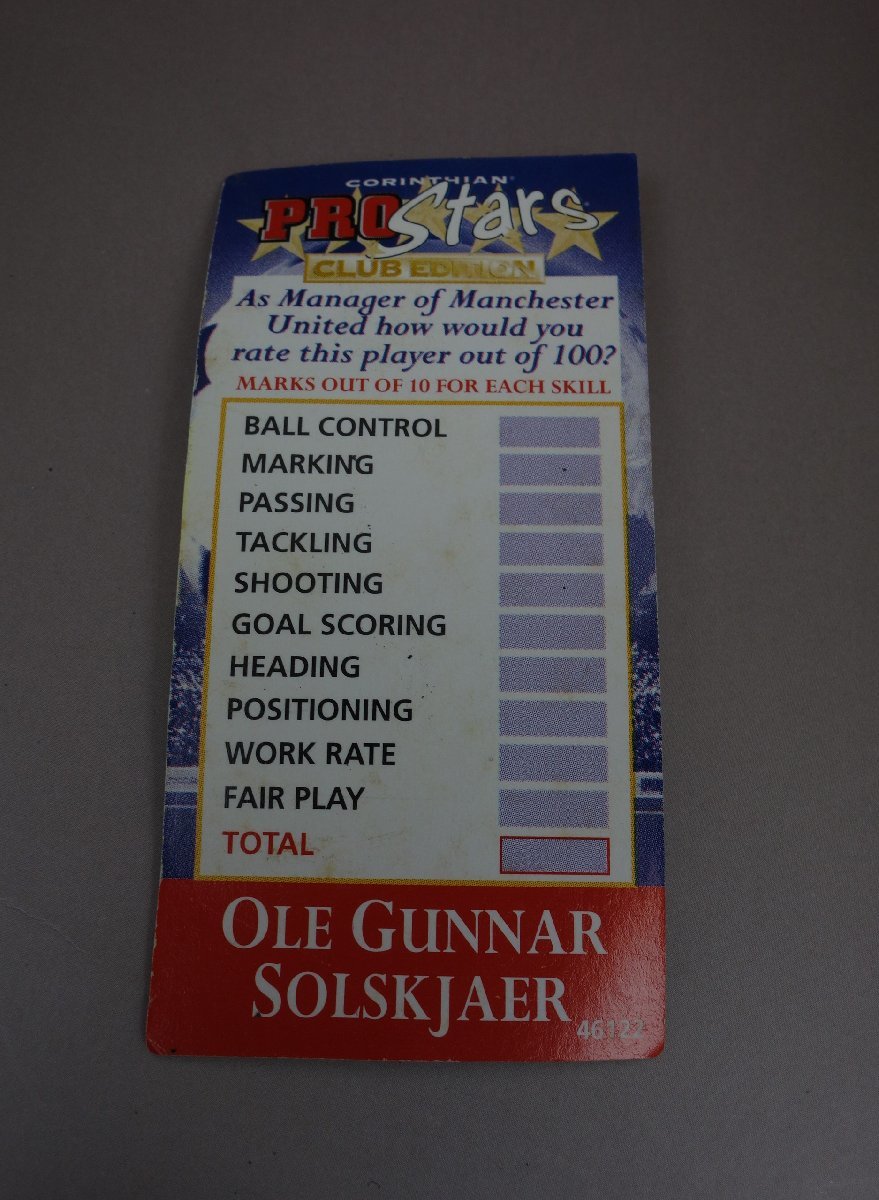 CORINTHIAN
PRO Stars
CLUB EDITION
As Manager of Manchester
United how would you
rate this player out of 100?
MARKS OUT OF 10 FOR EACH SKILL
BALL CONTROL
MARKING
PASSING
TACKLING
SHOOTING
GOAL SCORING
HEADING
POSITIONING
WORK RATE
FAIR PLAY
TOTAL
OLE GUNNAR
SOLSKJAER
46122